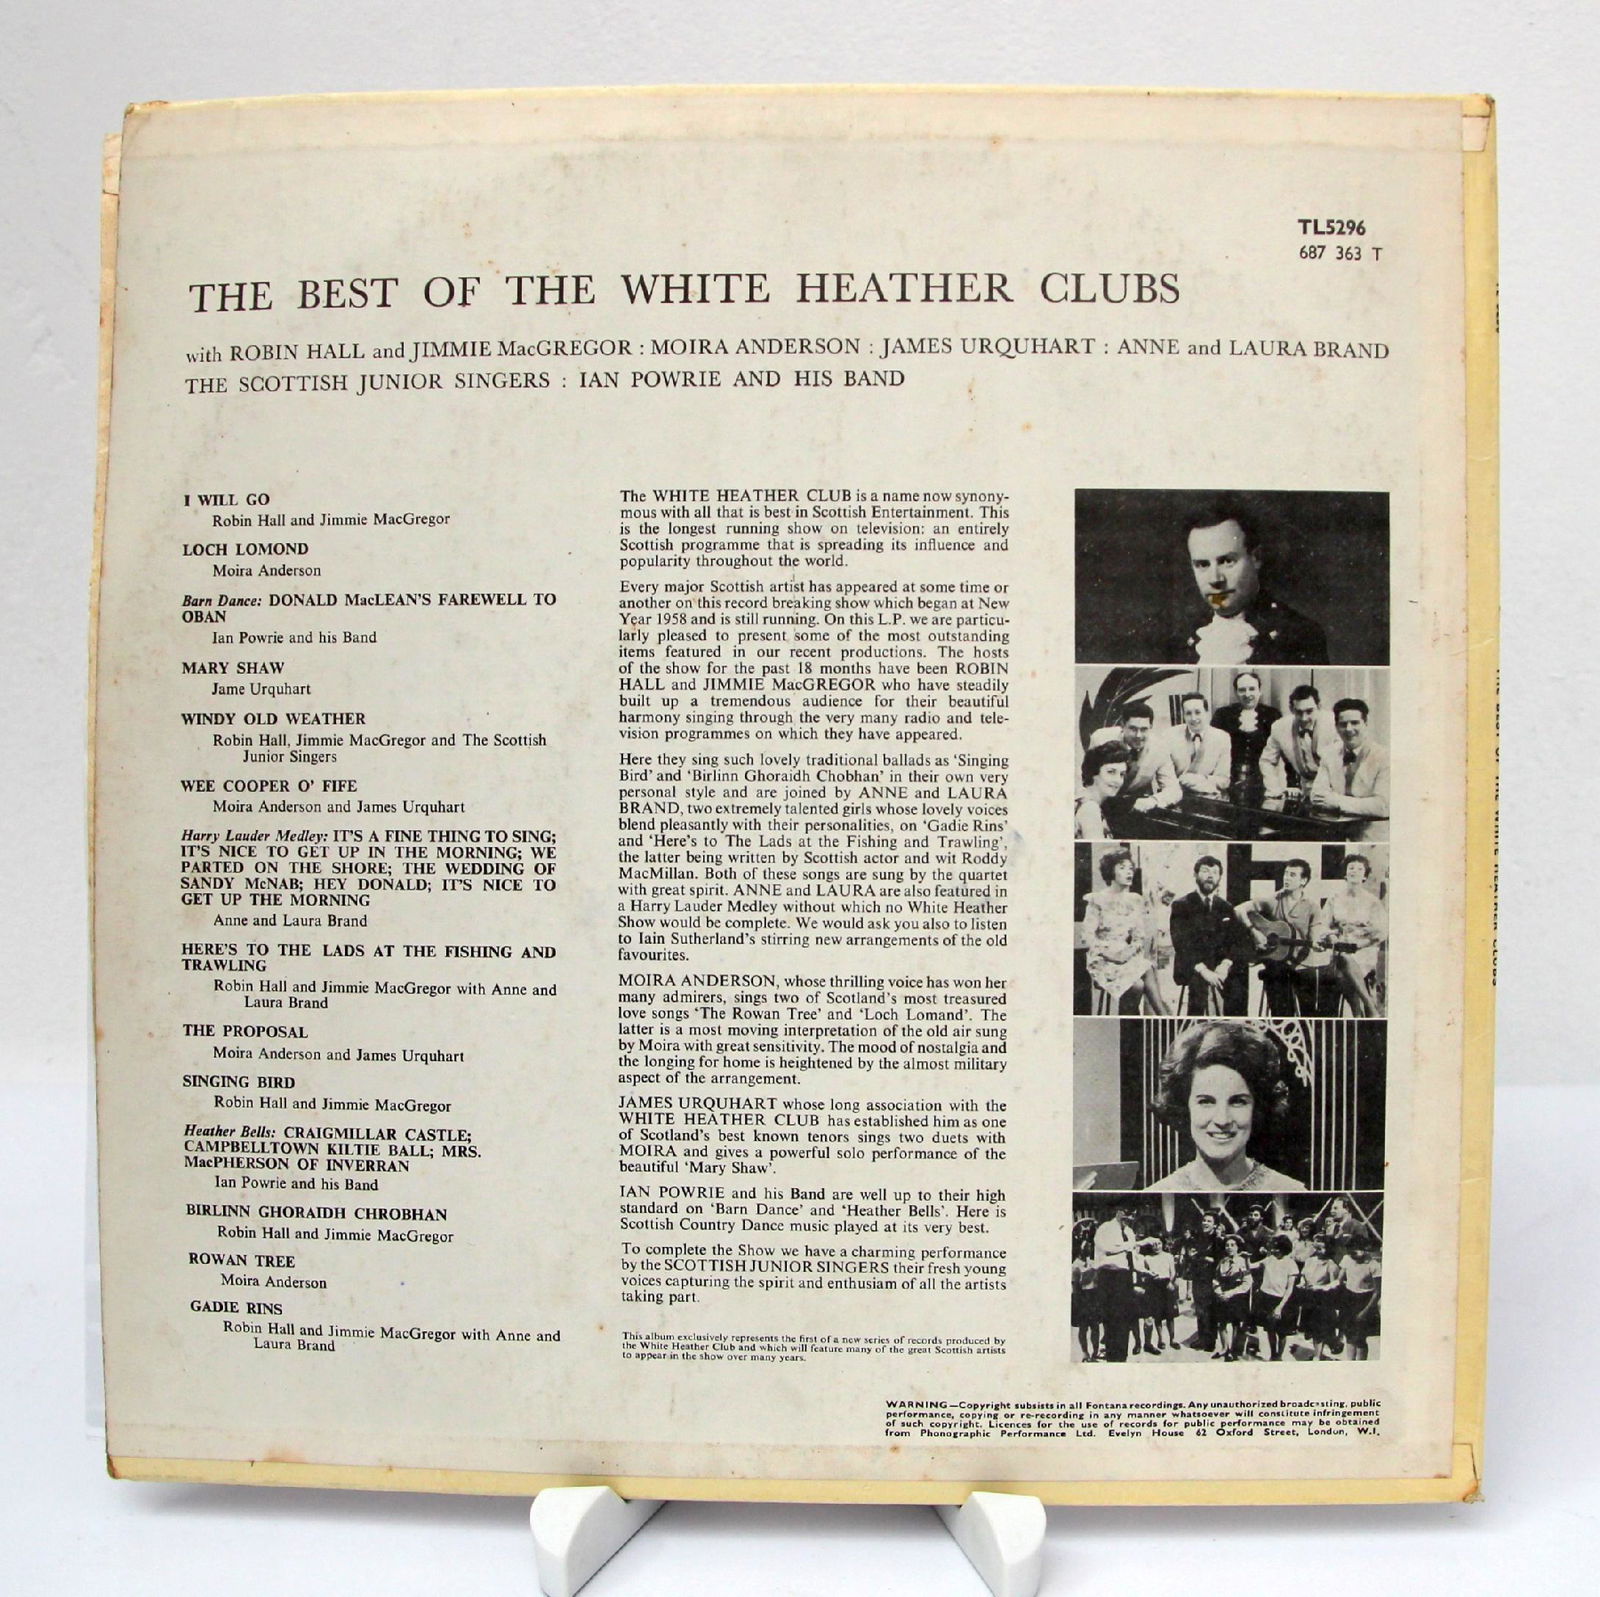 TL5296
687 363 T
THE BEST OF THE WHITE HEATHER CLUBS
with ROBIN HALL and JIMMIE MacGREGOR : MOIRA ANDERSON : JAMES URQUHART : ANNE and LAURA BRAND
THE SCOTTISH JUNIOR SINGERS : IAN POWRIE AND HIS BAND
I WILL GO
Robin Hall and Jimmie MacGregor
LOCH LOMOND
Moira Anderson
Barn Dance: DONALD MacLEAN'S FAREWELL TO
OBAN
Ian Powrie and his Band
MARY SHAW
Jame Urquhart
WINDY OLD WEATHER
Robin Hall, Jimmie MacGregor and The Scottish
Junior Singers
WEE COOPER O' FIFE
Moira Anderson and James Urquhart
Harry Lauder Medley: IT'S A FINE THING TO SING;
IT'S NICE TO GET UP IN THE MORNING; WE
PARTED ON THE SHORE; THE WEDDING OF
SANDY McNAB; HEY DONALD; IT'S NICE TO
GET UP THE MORNING
Anne and Laura Brand
HERE'S TO THE LADS AT THE FISHING AND
TRAWLING
Robin Hall and Jimmie MacGregor with Anne and
Laura Brand
THE PROPOSAL
Moira Anderson and James Urquhart
SINGING BIRD
Robin Hall and Jimmie MacGregor
Heather Bells: CRAIGMILLAR CASTLE;
CAMPBELLTOWN KILTIE BALL; MRS.
MacPHERSON OF INVERRAN
Ian Powrie and his Band
BIRLINN GHORAIDH CHROBHAN
Robin Hall and Jimmie MacGregor
ROWAN TREE
Moira Anderson
GADIE RINS
Robin Hall and Jimmie MacGregor with Anne and
Laura Brand
The WHITE HEATHER CLUB is a name now synony-
mous with all that is best in Scottish Entertainment. This
is the longest running show on television: an entirely
Scottish programme that is spreading its influence and
popularity throughout the world.
Every major Scottish artist has appeared at some time or
another on this record breaking show which began at New
Year 1958 and is still running. On this L.P. we are particu-
larly pleased to present some of the most outstanding
items featured in our recent productions. The hosts
of the show for the past 18 months have been ROBIN
HALL and JIMMIE MacGREGOR who have steadily
built up a tremendous audience for their beautiful
harmony singing through the very many radio and tele-
vision programmes on which they have appeared.
Here they sing such lovely traditional ballads as 'Singing
Bird' and 'Birlinn Ghoraidh Chobhan' in their own very
personal style and are joined by ANNE and LAURA
BRAND, two extremely talented girls whose lovely voices
blend pleasantly with their personalities, on 'Gadie Rins'
and 'Here's to The Lads at the Fishing and Trawling',
the latter being written by Scottish actor and wit Roddy
MacMillan. Both of these songs are sung by the quartet
with great spirit. ANNE and LAURA are also featured in
a Harry Lauder Medley without which no White Heather
Show would be complete. We would ask you also to listen
to Iain Sutherland's stirring new arrangements of the old
favourites.
MOIRA ANDERSON, whose thrilling voice has won her
many admirers, sings two of Scotland's most treasured
love songs 'The Rowan Tree' and 'Loch Lomand'. The
latter is a most moving interpretation of the old air sung
by Moira with great sensitivity. The mood of nostalgia and
the longing for home is heightened by the almost military
aspect of the arrangement.
JAMES URQUHART whose long association with the
WHITE HEATHER CLUB has established him as one
of Scotland's best known tenors sings two duets with
MOIRA and gives a powerful solo performance of the
beautiful 'Mary Shaw'.
IAN POWRIE and his Band are well up to their high
standard on 'Barn Dance' and 'Heather Bells'. Here is
Scottish Country Dance music played at its very best.
To complete the Show we have a charming performance
by the SCOTTISH JUNIOR SINGERS their fresh young
voices capturing the spirit and enthusiam of all the artists
taking part.
This album exclusively represents the first of a new series of records produced by
the White Heather Club and which will feature many of the great Scottish artists
to appear in the show over many years.
WARNING—Copyright subsists in all Fontana recordings. Any unauthorized broadcasting, public
performance, copying or re-recording in any manner whatsoever will constitute infringement
of such copyright. Licences for the use of records for public performance may be obtained
from Phonographic Performance Ltd. Evelyn House 62 Oxford Street, London, W.I.
THE BEST OF THE WHITE HEATHER CLUBS